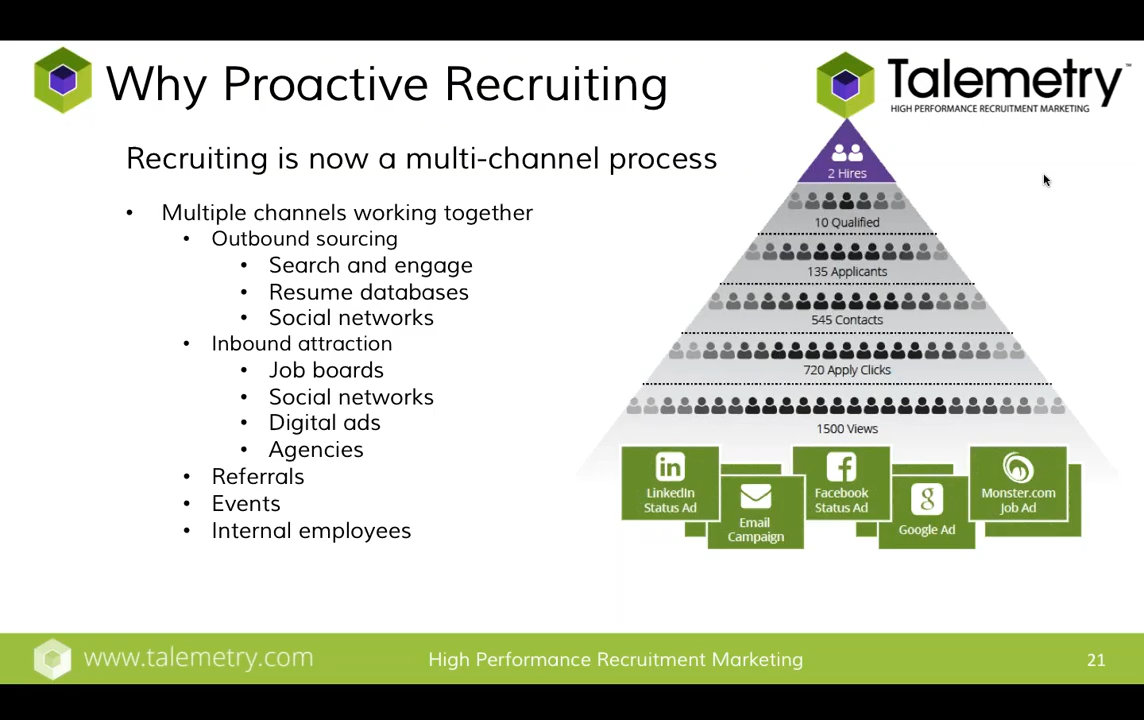 Why Proactive Recruiting
Talemetry™
HIGH PERFORMANCE RECRUITMENT MARKETING
Recruiting is now a multi-channel process
• Multiple channels working together
• Outbound sourcing
• Search and engage
• Resume databases
• Social networks
• Inbound attraction
• Job boards
• Social networks
• Digital ads
• Agencies
• Referrals
• Events
• Internal employees
2 Hires
10 Qualified
135 Applicants
545 Contacts
720 Apply Clicks
1500 Views
in
LinkedIn
Status Ad
Email
Campaign
f
Facebook
Status Ad
g
Google Ad
Monster.com
Job Ad
www.talemetry.com
High Performance Recruitment Marketing
21